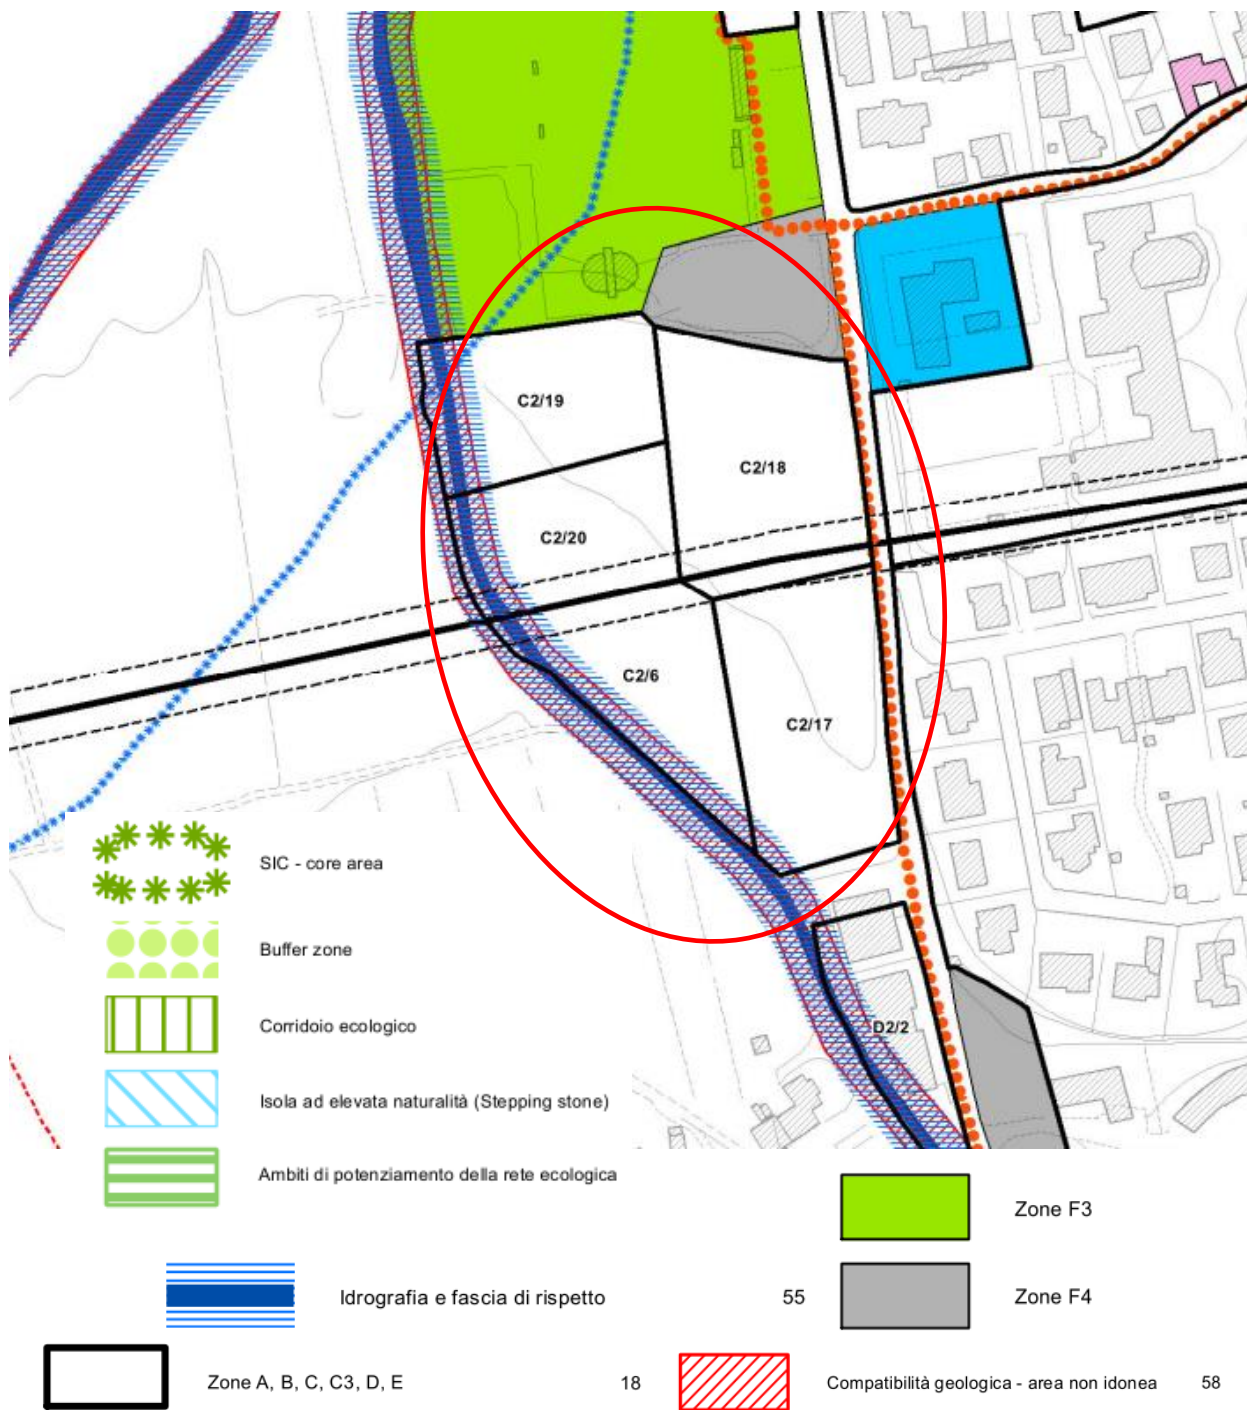 C2/19
C2/18
C2/20
C2/6
C2/17
D2/2
SIC - core area
Buffer zone
Corridoio ecologico
Isola ad elevata naturalità (Stepping stone)
Ambiti di potenziamento della rete ecologica
Zone F3
Idrografia e fascia di rispetto 55
Zone F4
Zone A, B, C, C3, D, E 18
Compatibilità geologica - area non idonea 58